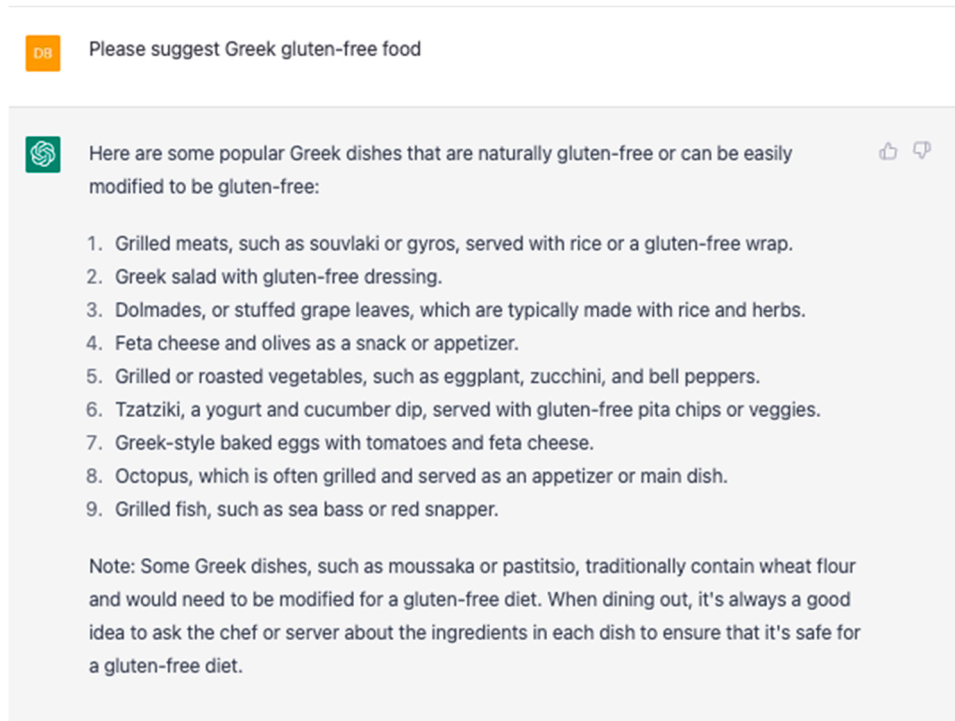 DB
Please suggest Greek gluten-free food
Here are some popular Greek dishes that are naturally gluten-free or can be easily
modified to be gluten-free:
1. Grilled meats, such as souvlaki or gyros, served with rice or a gluten-free wrap.
2. Greek salad with gluten-free dressing.
3. Dolmades, or stuffed grape leaves, which are typically made with rice and herbs.
4. Feta cheese and olives as a snack or appetizer.
5. Grilled or roasted vegetables, such as eggplant, zucchini, and bell peppers.
6. Tzatziki, a yogurt and cucumber dip, served with gluten-free pita chips or veggies.
7. Greek-style baked eggs with tomatoes and feta cheese.
8. Octopus, which is often grilled and served as an appetizer or main dish.
9. Grilled fish, such as sea bass or red snapper.
Note: Some Greek dishes, such as moussaka or pastitsio, traditionally contain wheat flour
and would need to be modified for a gluten-free diet. When dining out, it's always a good
idea to ask the chef or server about the ingredients in each dish to ensure that it's safe for
a gluten-free diet.